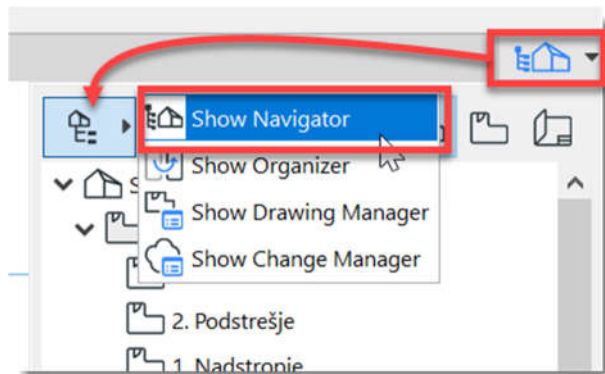 Show Navigator
Show Organizer
Show Drawing Manager
Show Change Manager
2. Podstrešje
1. Nadstropje